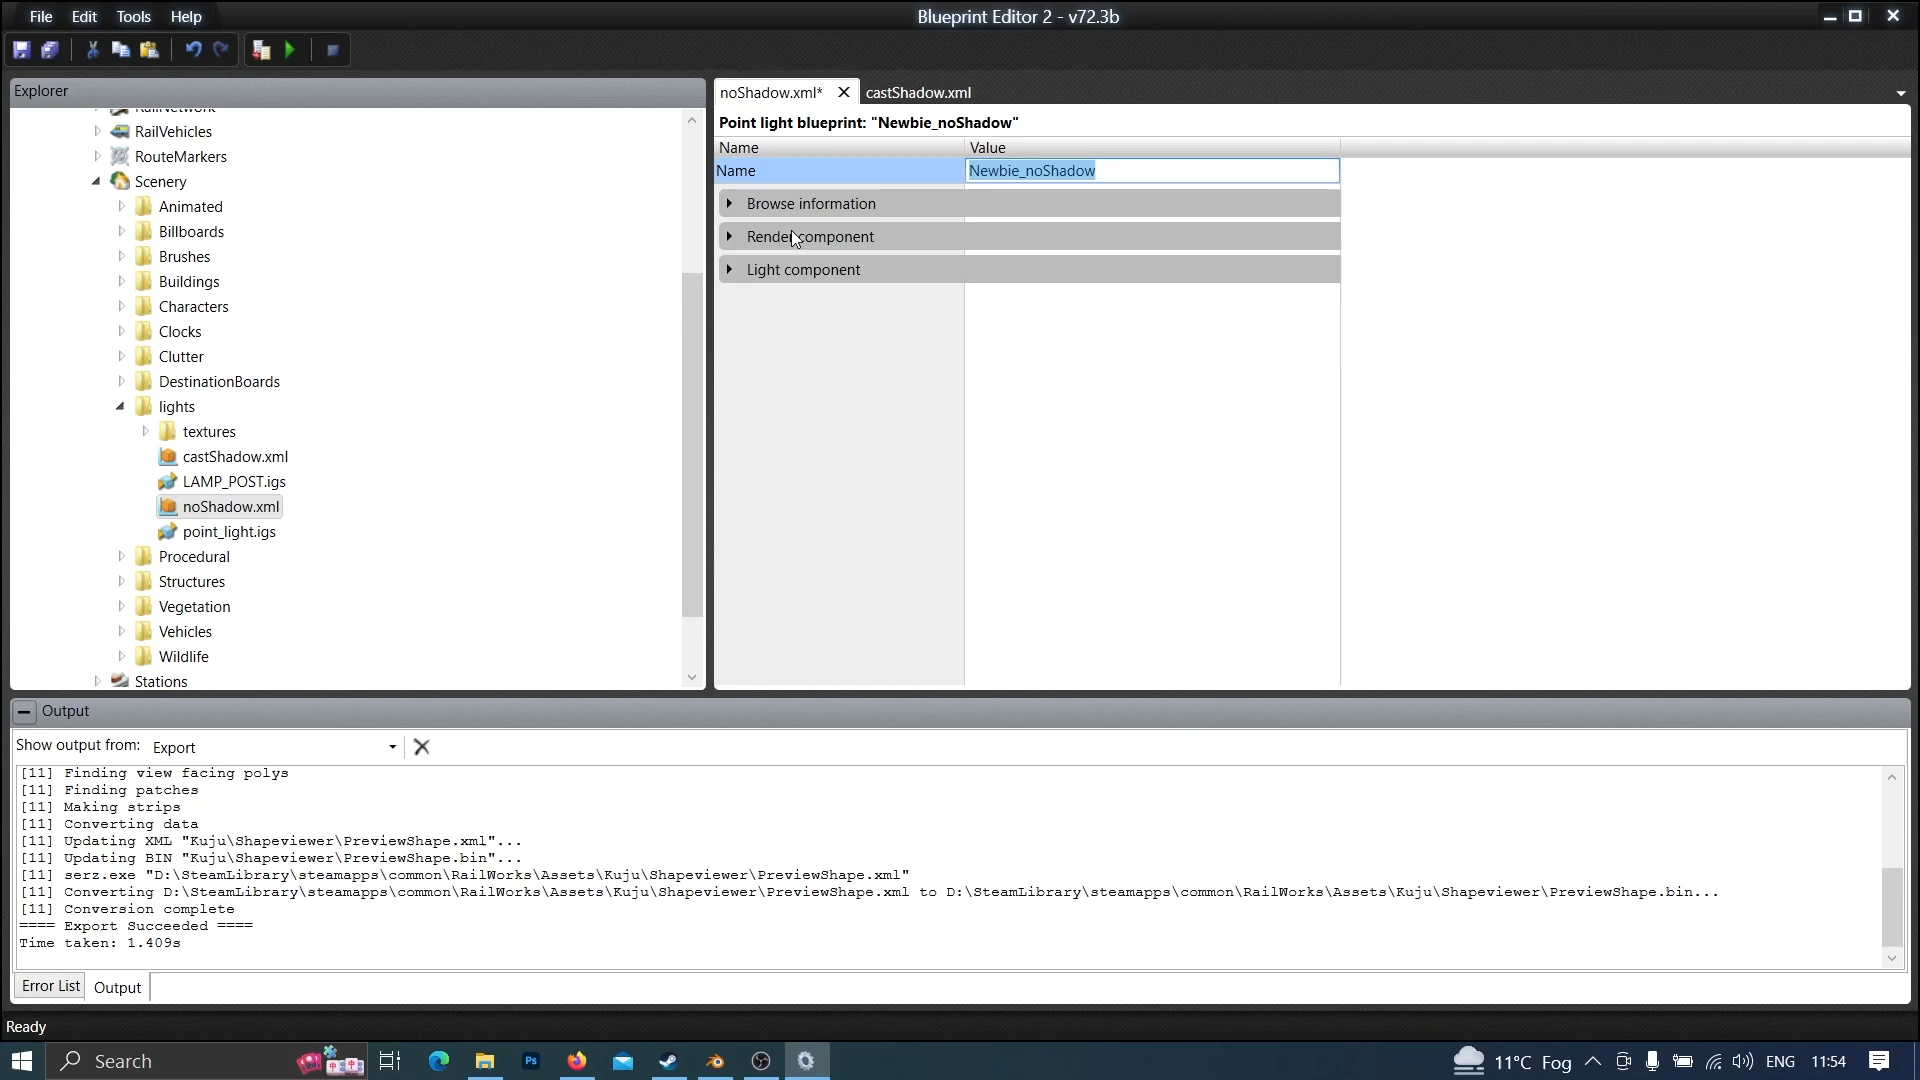 File Edit Tools Help
Blueprint Editor 2 - v72.3b
Explorer
RailNetwork
RailVehicles
RouteMarkers
Scenery
Animated
Billboards
Brushes
Buildings
Characters
Clocks
Clutter
DestinationBoards
lights
textures
castShadow.xml
LAMP_POST.igs
noShadow.xml
point_light.igs
Procedural
Structures
Vegetation
Vehicles
Wildlife
Stations
noShadow.xml* castShadow.xml
Point light blueprint: "Newbie_noShadow"
Name Value
Name Newbie_noShadow
Browse information
Render component
Light component
Output
Show output from: Export
[11] Finding view facing polys
[11] Finding patches
[11] Making strips
[11] Converting data
[11] Updating XML "Kuju\Shapeviewer\PreviewShape.xml"...
[11] Updating BIN "Kuju\Shapeviewer\PreviewShape.bin"...
[11] serz.exe "D:\SteamLibrary\steamapps\common\RailWorks\Assets\Kuju\Shapeviewer\PreviewShape.xml"
[11] Converting D:\SteamLibrary\steamapps\common\RailWorks\Assets\Kuju\Shapeviewer\PreviewShape.xml to D:\SteamLibrary\steamapps\common\RailWorks\Assets\Kuju\Shapeviewer\PreviewShape.bin...
[11] Conversion complete
==== Export Succeeded ====
Time taken: 1.409s
Error List Output
Ready
Search
Ps
11°C Fog
ENG
11:54